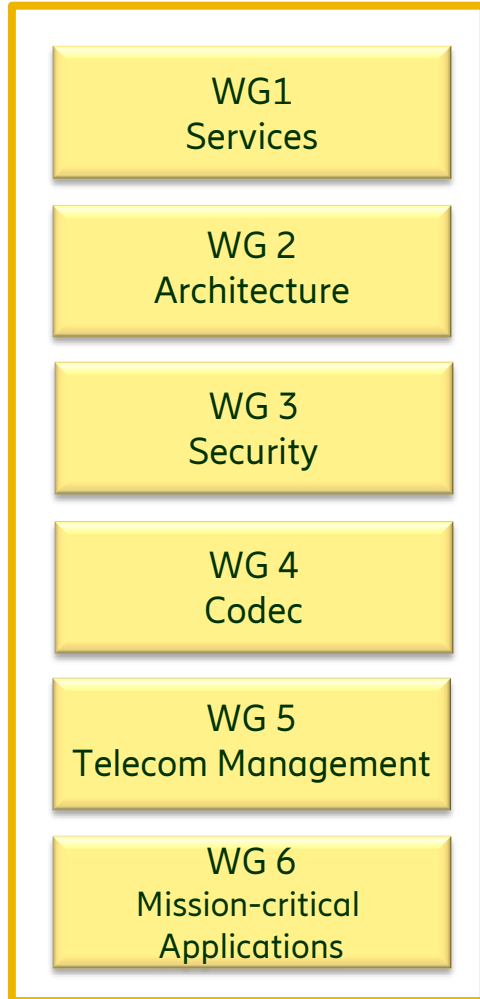 WG1
Services
WG 2
Architecture
WG 3
Security
WG 4
Codec
WG 5
Telecom Management
WG 6
Mission-critical
Applications